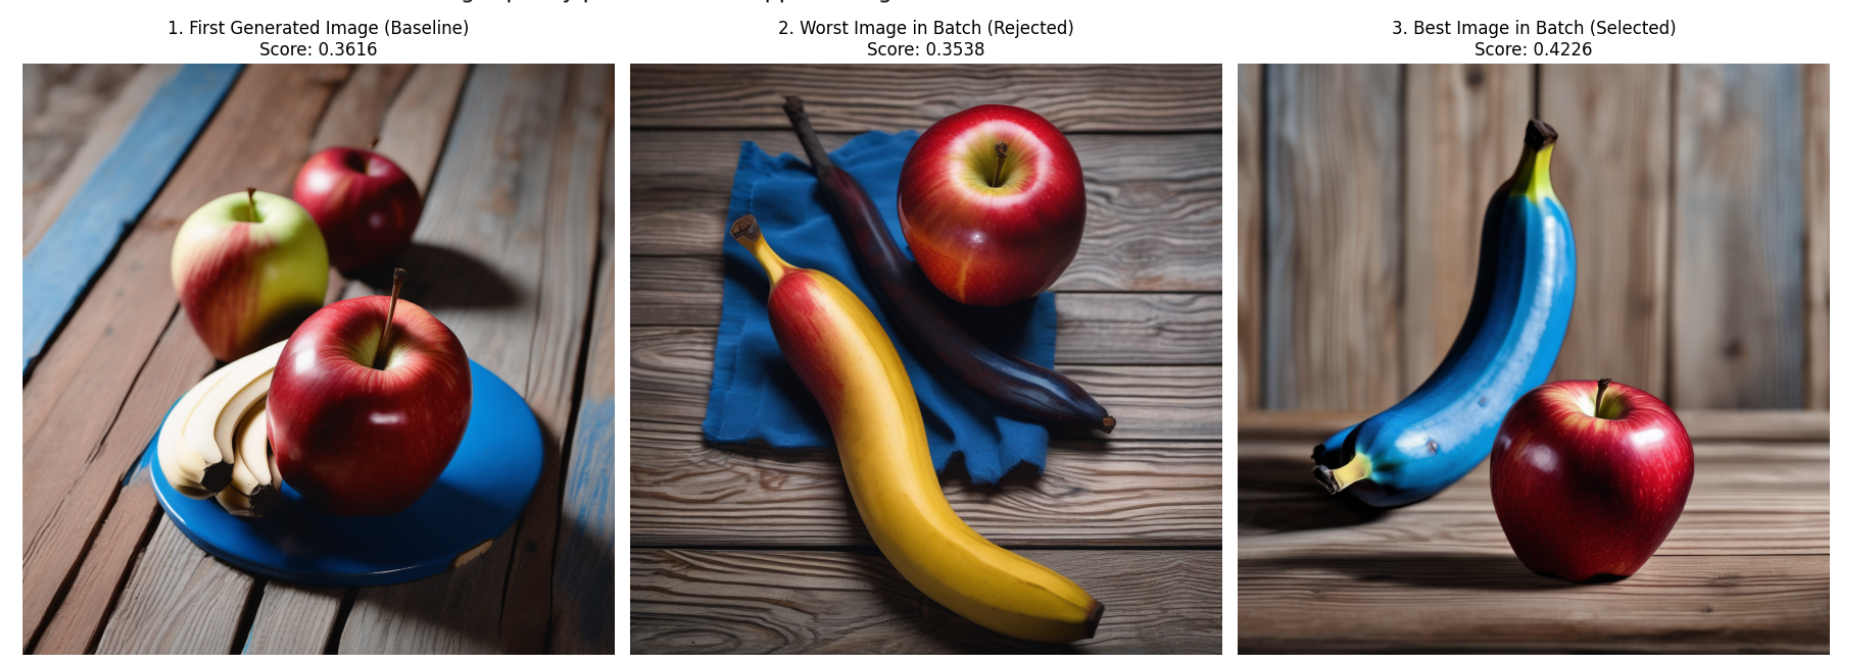 1. First Generated Image (Baseline)
Score: 0.3616
2. Worst Image in Batch (Rejected)
Score: 0.3538
3. Best Image in Batch (Selected)
Score: 0.4226